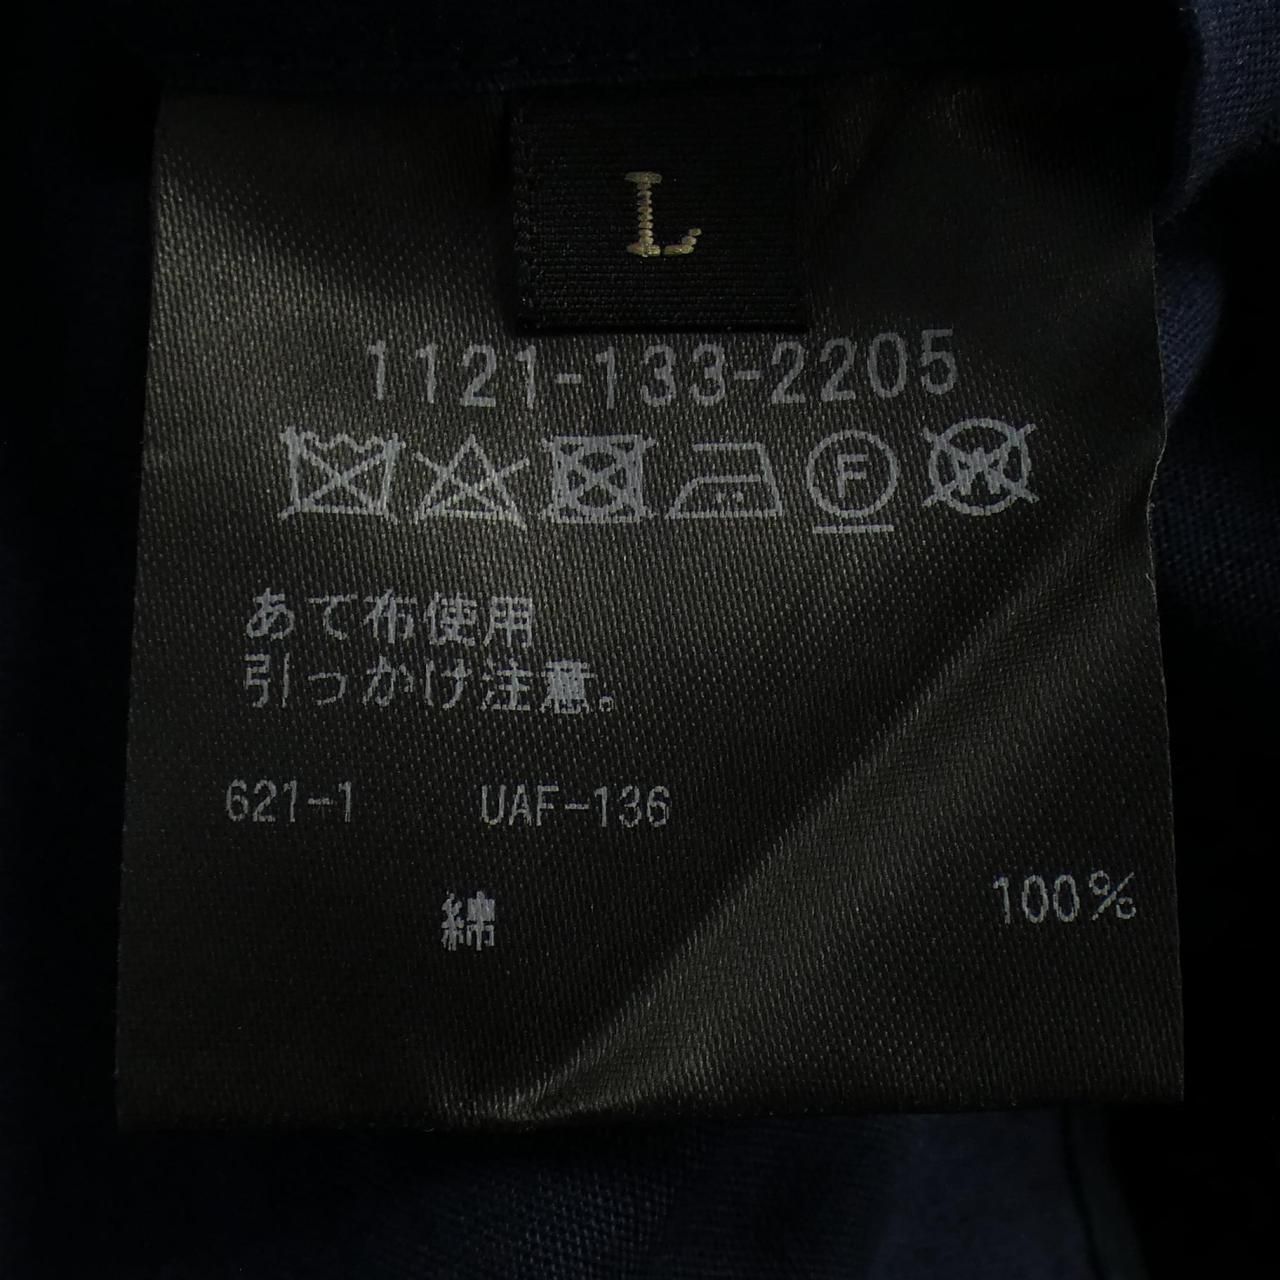 L
1121-133-2205
F
W
あて布使用
引っかけ注意。
621-1 UAF-136
綿 100%